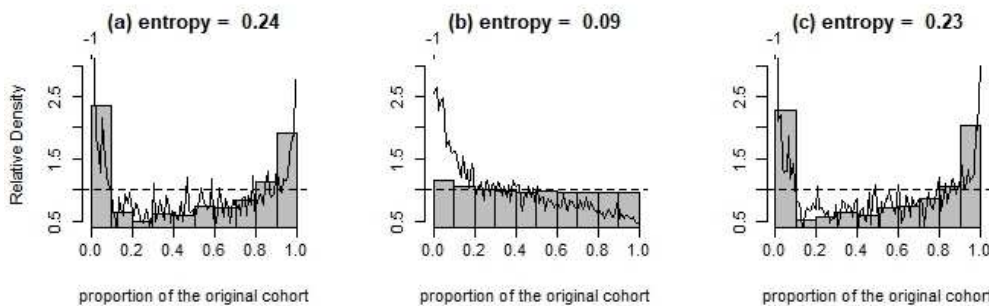 (a) entropy = 0.24
(b) entropy = 0.09
(c) entropy = 0.23
-1
-1
-1
Relative Density
2.5
1.5
0.5
2.5
1.5
0.5
2.5
1.5
0.5
0.0 0.2 0.4 0.6 0.8 1.0
0.0 0.2 0.4 0.6 0.8 1.0
0.0 0.2 0.4 0.6 0.8 1.0
proportion of the original cohort
proportion of the original cohort
proportion of the original cohort